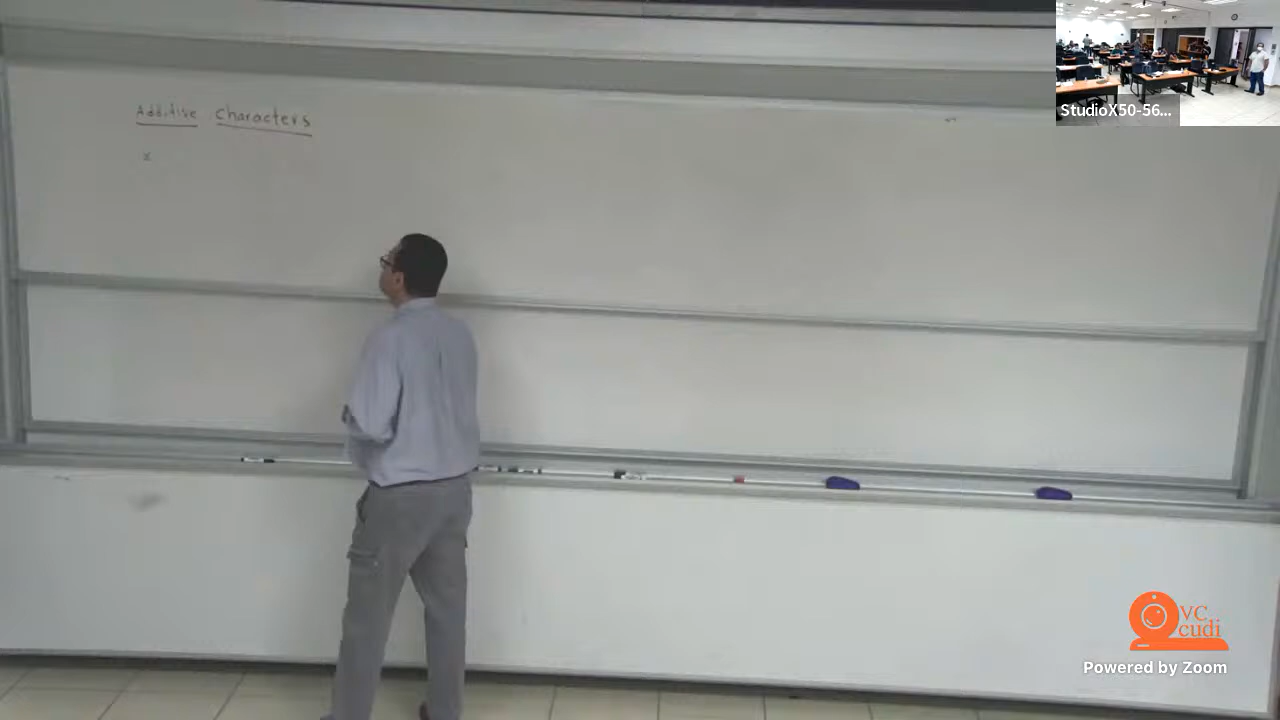 Additive Characters
x
StudioX50-56...
VC
cudi
Powered by Zoom